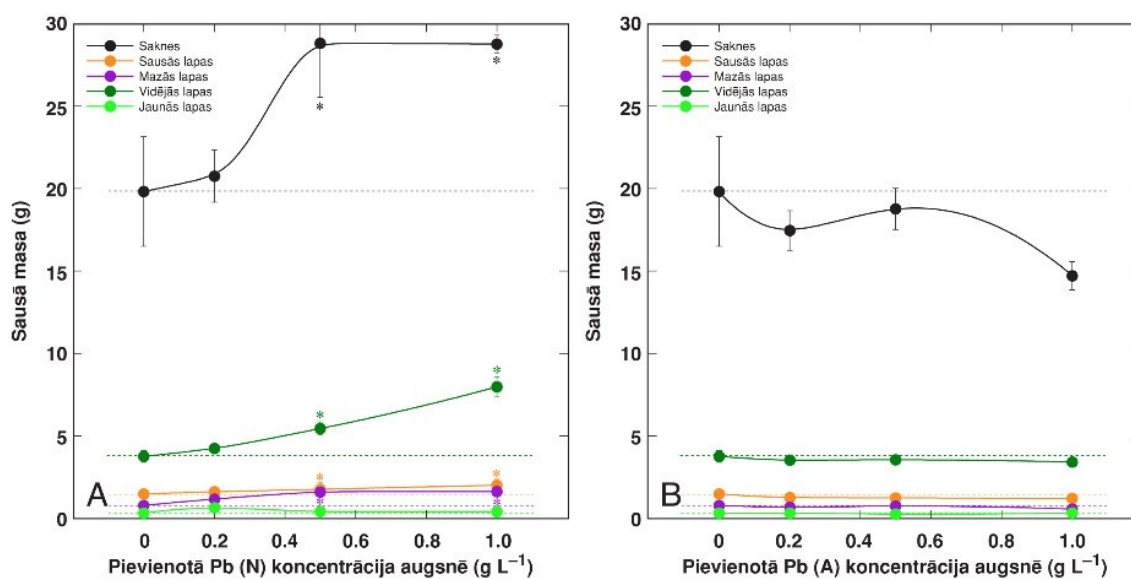 30
25
20
15
10
5
0
Sausā masa (g)
Saknes
Sausās lapas
Mazās lapas
Vidējās lapas
Jaunās lapas
*
*
*
*
*
*
*
*
A
0 0.2 0.4 0.6 0.8 1.0
Pievienotā Pb (N) koncentrācija augsnē (g L⁻¹)
30
25
20
15
10
5
0
Sausā masa (g)
Saknes
Sausās lapas
Mazās lapas
Vidējās lapas
Jaunās lapas
B
0 0.2 0.4 0.6 0.8 1.0
Pievienotā Pb (A) koncentrācija augsnē (g L⁻¹)